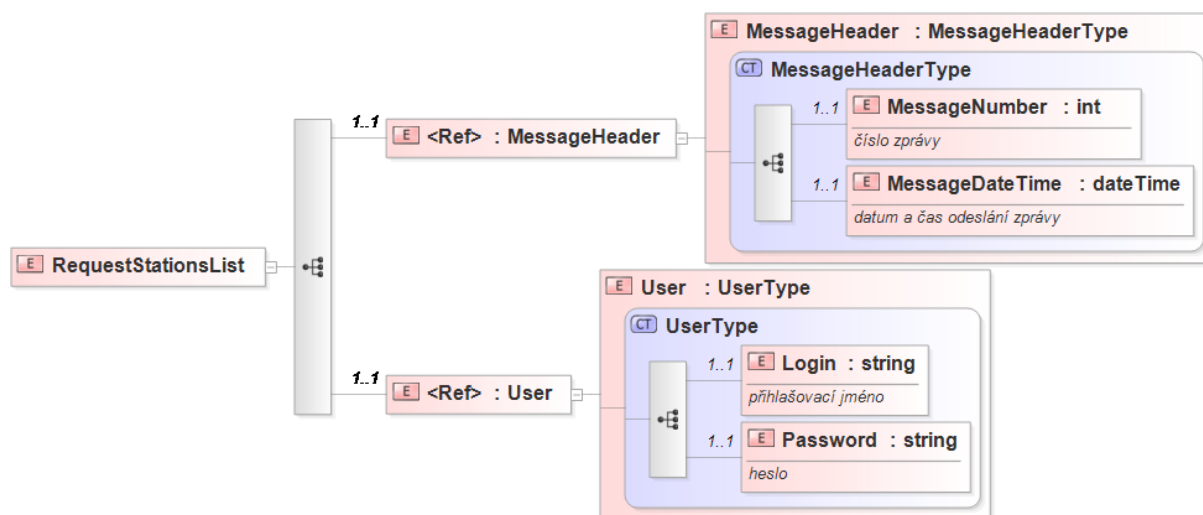 E MessageHeader : MessageHeaderType
CT MessageHeaderType
1..1 E MessageNumber : int
číslo zprávy
1..1 E <Ref> : MessageHeader
1..1 E MessageDateTime : dateTime
datum a čas odeslání zprávy
E RequestStationsList
E User : UserType
CT UserType
1..1 E Login : string
přihlašovací jméno
1..1 E <Ref> : User
1..1 E Password : string
heslo